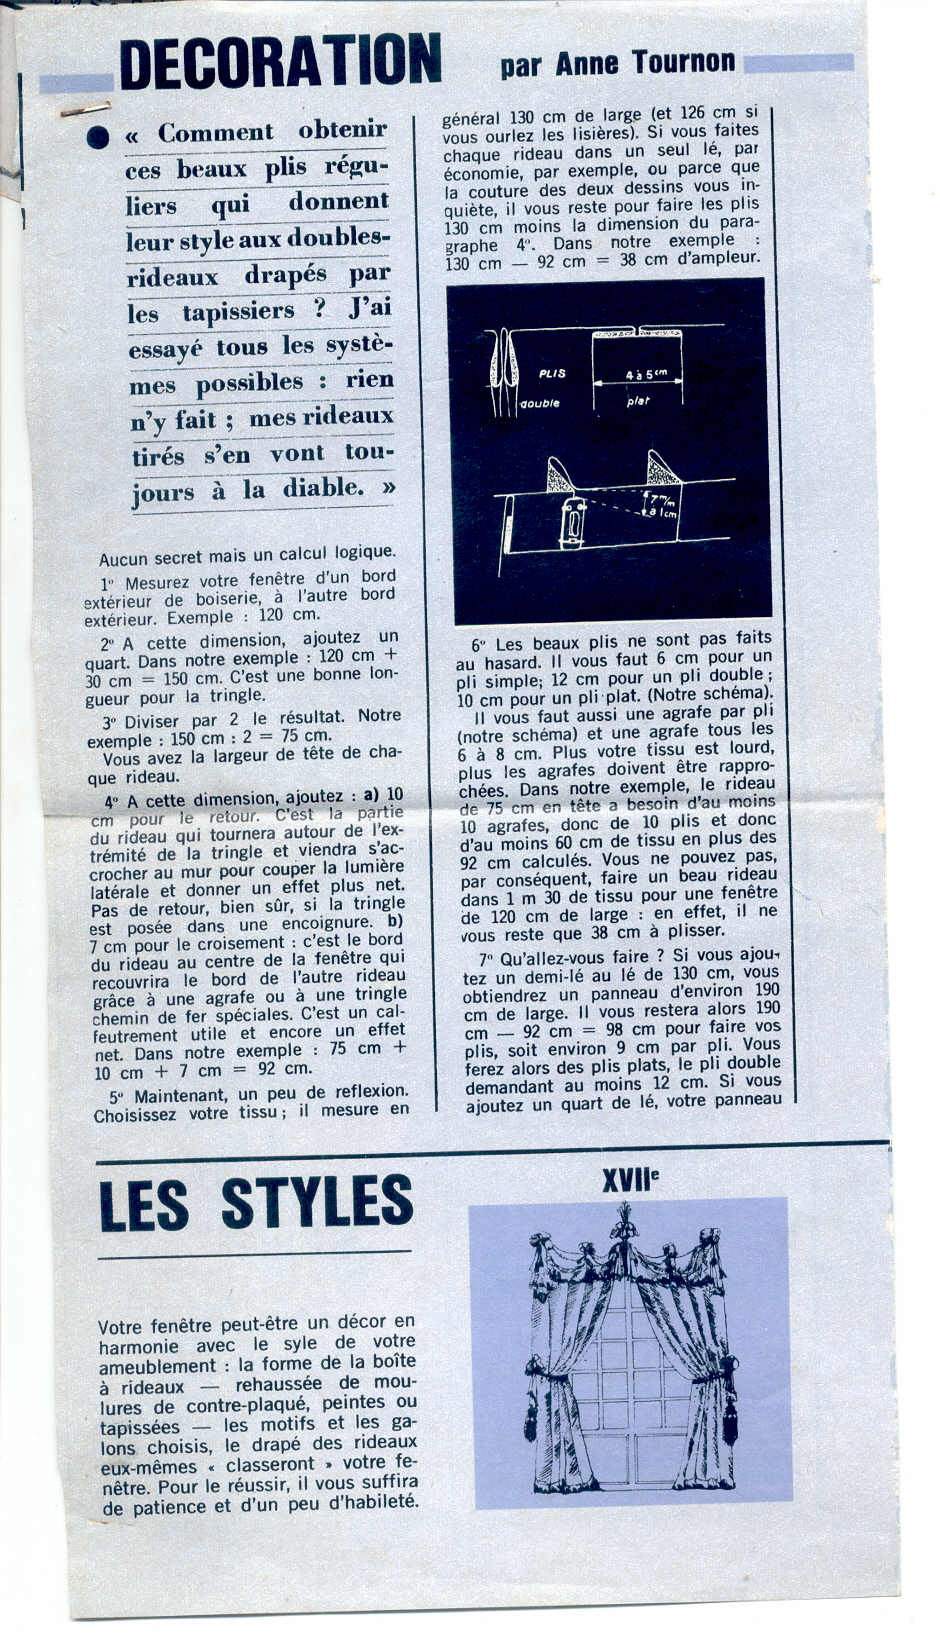 DECORATION
par Anne Tournon
« Comment obtenir
ces beaux plis régu-
liers qui donnent
leur style aux doubles-
rideaux drapés par
les tapissiers ? J'ai
essayé tous les systè-
mes possibles : rien
n'y fait ; mes rideaux
tirés s'en vont tou-
jours à la diable. »
Aucun secret mais un calcul logique.
1° Mesurez votre fenêtre d'un bord
extérieur de boiserie, à l'autre bord
extérieur. Exemple : 120 cm.
2° A cette dimension, ajoutez un
quart. Dans notre exemple : 120 cm +
30 cm = 150 cm. C'est une bonne lon-
gueur pour la tringle.
3° Diviser par 2 le résultat. Notre
exemple : 150 cm : 2 = 75 cm.
Vous avez la largeur de tête de cha-
que rideau.
4° A cette dimension, ajoutez : a) 10
cm pour le retour. C'est la partie
du rideau qui tournera autour de l'ex-
trémité de la tringle et viendra s'ac-
crocher au mur pour couper la lumière
latérale et donner un effet plus net.
Pas de retour, bien sûr, si la tringle
est posée dans une encoignure. b)
7 cm pour le croisement : c'est le bord
du rideau au centre de la fenêtre qui
recouvrira le bord de l'autre rideau
grâce à une agrafe ou à une tringle
chemin de fer spéciales. C'est un cal-
feutrement utile et encore un effet
net. Dans notre exemple : 75 cm +
10 cm + 7 cm = 92 cm.
5° Maintenant, un peu de reflexion.
Choisissez votre tissu ; il mesure en
général 130 cm de large (et 126 cm si
vous ourlez les lisières). Si vous faites
chaque rideau dans un seul lé, par
économie, par exemple, ou parce que
la couture des deux dessins vous in-
quiète, il vous reste pour faire les plis
130 cm moins la dimension du para-
graphe 4°. Dans notre exemple :
130 cm — 92 cm = 38 cm d'ampleur.
PLIS
double
4 à 5 cm
plat
7 m/m
à 1 cm
6° Les beaux plis ne sont pas faits
au hasard. Il vous faut 6 cm pour un
pli simple; 12 cm pour un pli double ;
10 cm pour un pli plat. (Notre schéma).
Il vous faut aussi une agrafe par pli
(notre schéma) et une agrafe tous les
6 à 8 cm. Plus votre tissu est lourd,
plus les agrafes doivent être rappro-
chées. Dans notre exemple, le rideau
de 75 cm en tête a besoin d'au moins
10 agrafes, donc de 10 plis et donc
d'au moins 60 cm de tissu en plus des
92 cm calculés. Vous ne pouvez pas,
par conséquent, faire un beau rideau
dans 1 m 30 de tissu pour une fenêtre
de 120 cm de large : en effet, il ne
vous reste que 38 cm à plisser.
7° Qu'allez-vous faire ? Si vous ajou-
tez un demi-lé au lé de 130 cm, vous
obtiendrez un panneau d'environ 190
cm de large. Il vous restera alors 190
cm — 92 cm = 98 cm pour faire vos
plis, soit environ 9 cm par pli. Vous
ferez alors des plis plats, le pli double
demandant au moins 12 cm. Si vous
ajoutez un quart de lé, votre panneau
LES STYLES
Votre fenêtre peut-être un décor en
harmonie avec le syle de votre
ameublement : la forme de la boîte
à rideaux — rehaussée de mou-
lures de contre-plaqué, peintes ou
tapissées — les motifs et les ga-
lons choisis, le drapé des rideaux
eux-mêmes « classeront » votre fe-
nêtre. Pour le réussir, il vous suffira
de patience et d'un peu d'habileté.
XVIIe